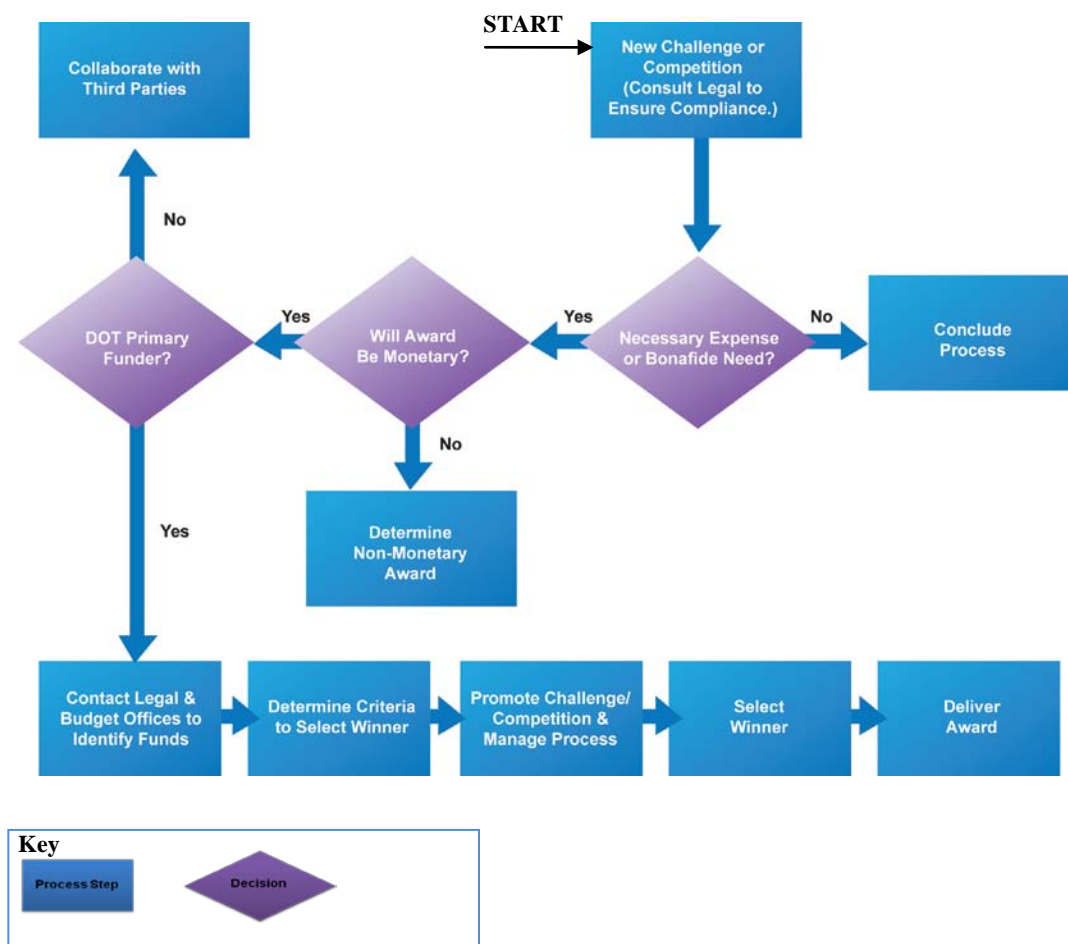 START
New Challenge or
Competition
(Consult Legal to
Ensure Compliance.)
Collaborate with
Third Parties
No
DOT Primary
Funder?
Yes
Will Award
Be Monetary?
Yes
Necessary Expense
or Bonafide Need?
No
Conclude
Process
No
Determine
Non-Monetary
Award
Yes
Contact Legal &
Budget Offices to
Identify Funds
Determine Criteria
to Select Winner
Promote Challenge/
Competition &
Manage Process
Select
Winner
Deliver
Award
Key
Process Step
Decision